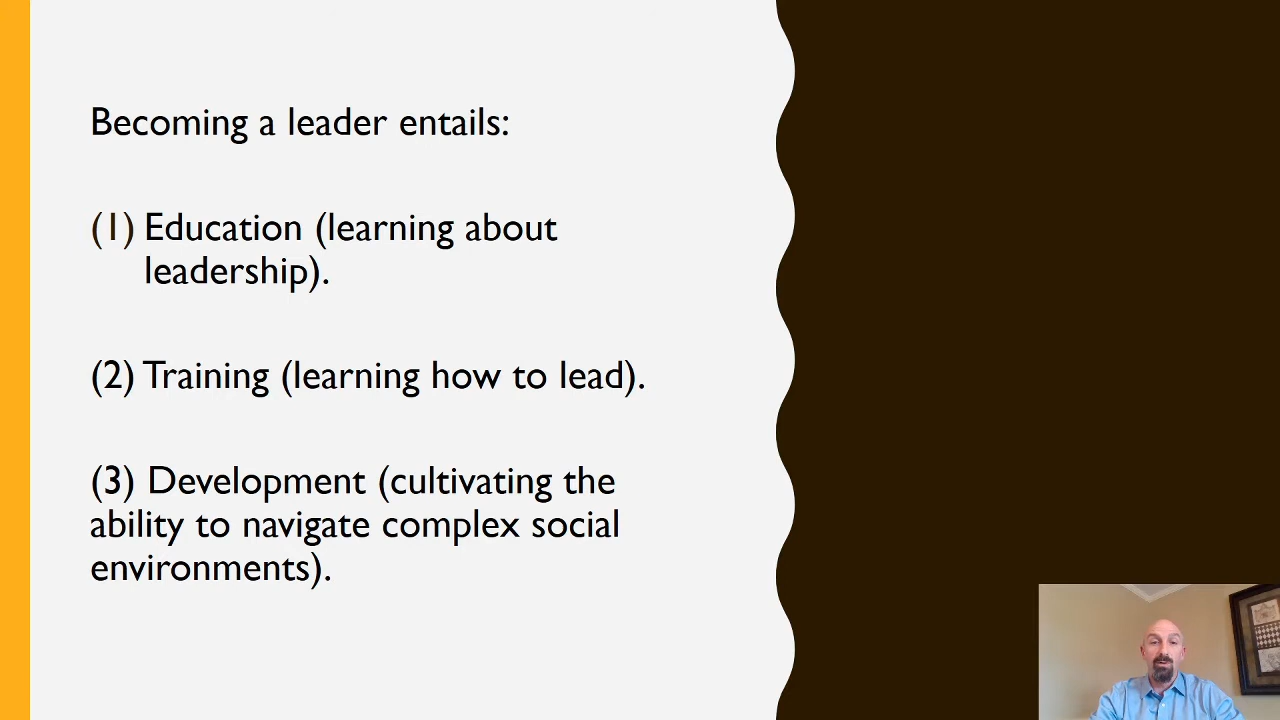 Becoming a leader entails:
(1) Education (learning about
leadership).
(2) Training (learning how to lead).
(3) Development (cultivating the
ability to navigate complex social
environments).